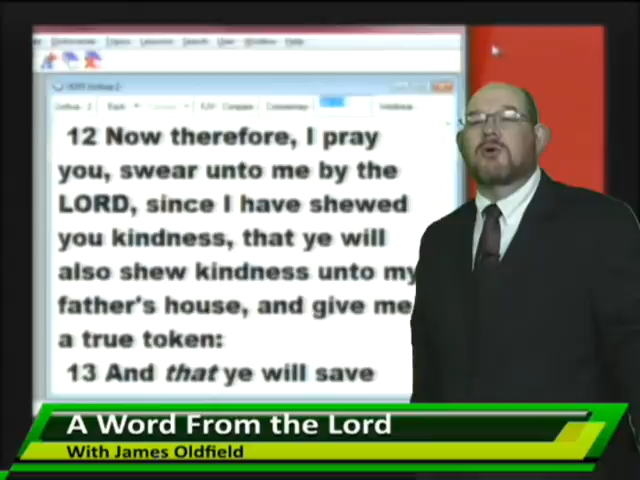 12 Now therefore, I pray
you, swear unto me by the
LORD, since I have shewed
you kindness, that ye will
also shew kindness unto my
father's house, and give me
a true token:
13 And that ye will save
A Word From the Lord
With James Oldfield